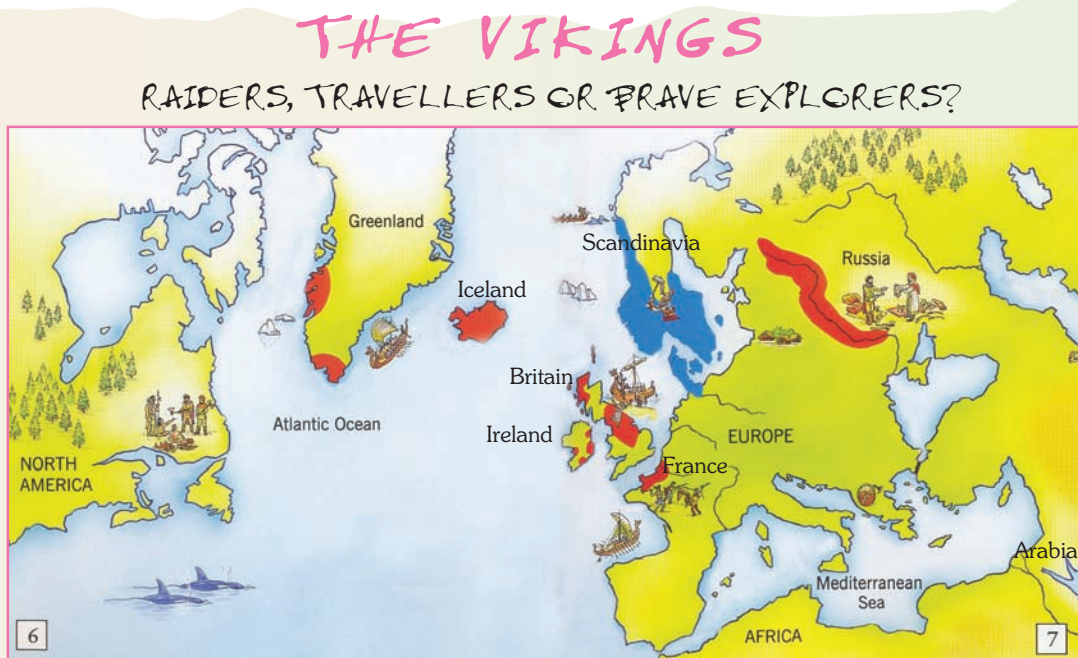 THE VIKINGS
RAIDERS, TRAVELLERS OR BRAVE EXPLORERS?
Greenland
Scandinavia
Russia
Iceland
Britain
Atlantic Ocean
Ireland
EUROPE
NORTH
AMERICA
France
Arabia
Mediterranean
Sea
AFRICA
6
7